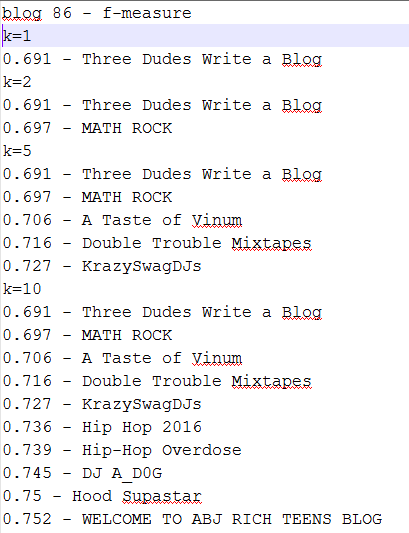 blog 86 – f-measure
k=1
0.691 – Three Dudes Write a Blog
k=2
0.691 – Three Dudes Write a Blog
0.697 – MATH ROCK
k=5
0.691 – Three Dudes Write a Blog
0.697 – MATH ROCK
0.706 – A Taste of Vinum
0.716 – Double Trouble Mixtapes
0.727 – KrazySwagDJs
k=10
0.691 – Three Dudes Write a Blog
0.697 – MATH ROCK
0.706 – A Taste of Vinum
0.716 – Double Trouble Mixtapes
0.727 – KrazySwagDJs
0.736 – Hip Hop 2016
0.739 – Hip-Hop Overdose
0.745 – DJ A_D0G
0.75 – Hood Supastar
0.752 – WELCOME TO ABJ RICH TEENS BLOG